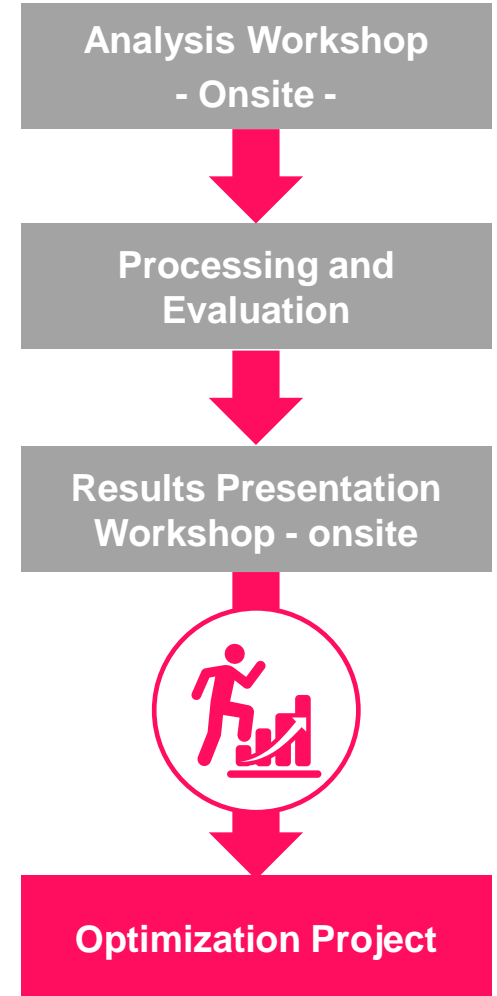 Analysis Workshop
- Onsite -
Processing and
Evaluation
Results Presentation
Workshop - onsite
Optimization Project